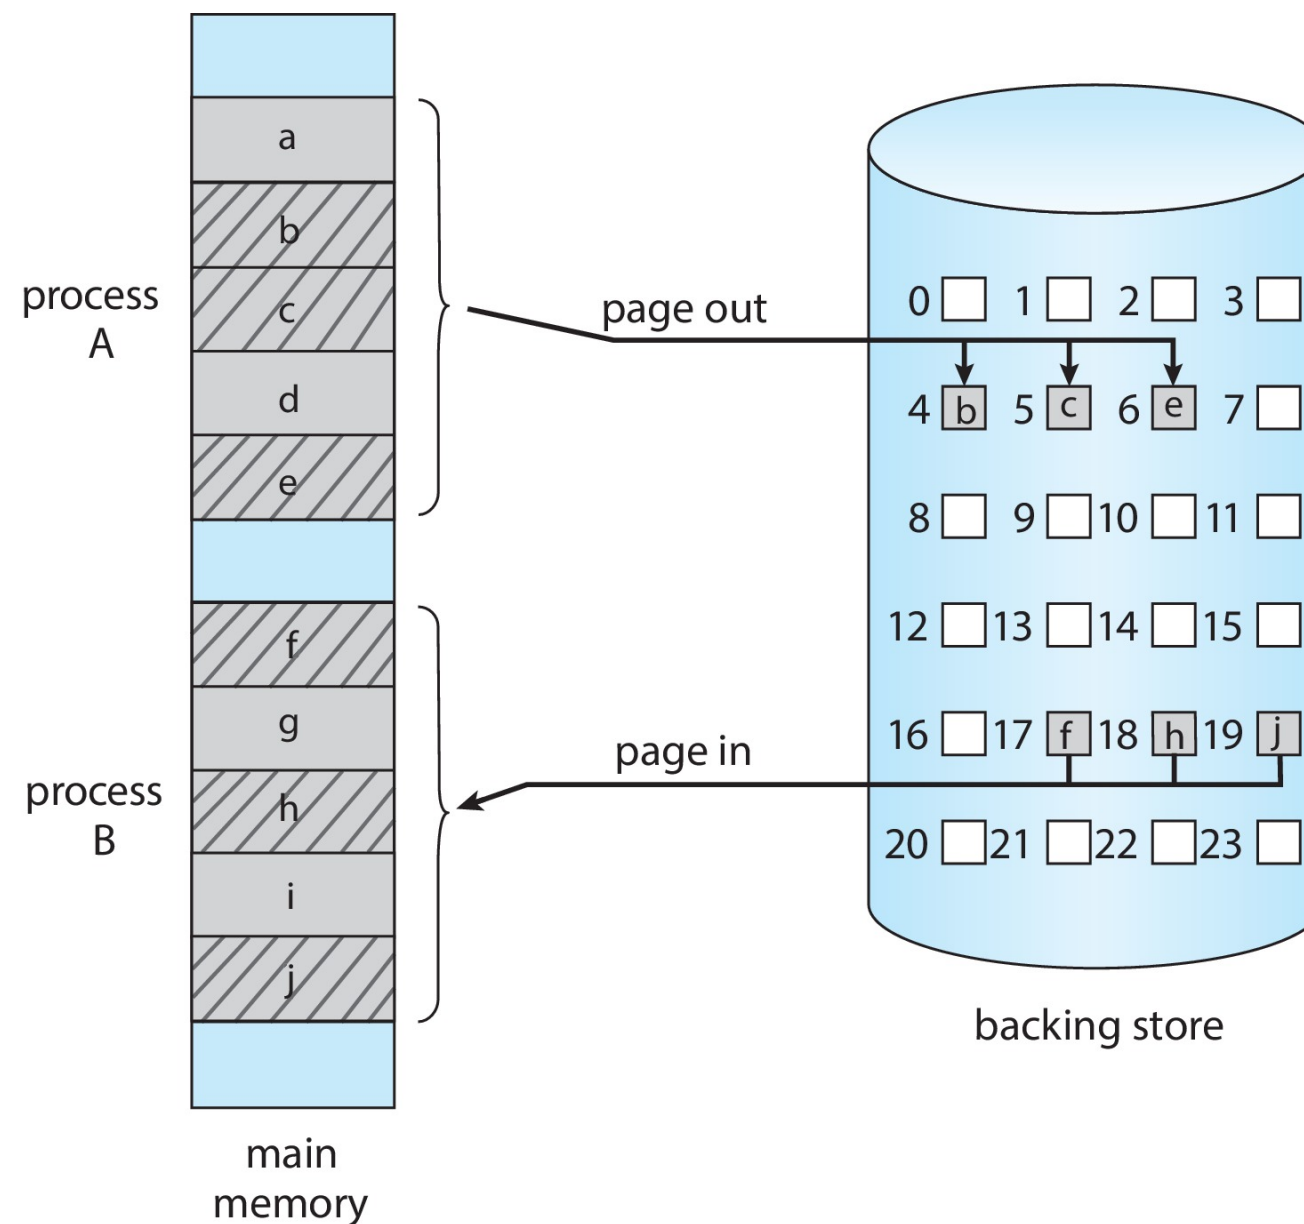 process
A
a
b
c
d
e
process
B
f
g
h
i
j
main
memory
page out
page in
0 1 2 3
4 b 5 c 6 e 7
8 9 10 11
12 13 14 15
16 17 f 18 h 19 j
20 21 22 23
backing store